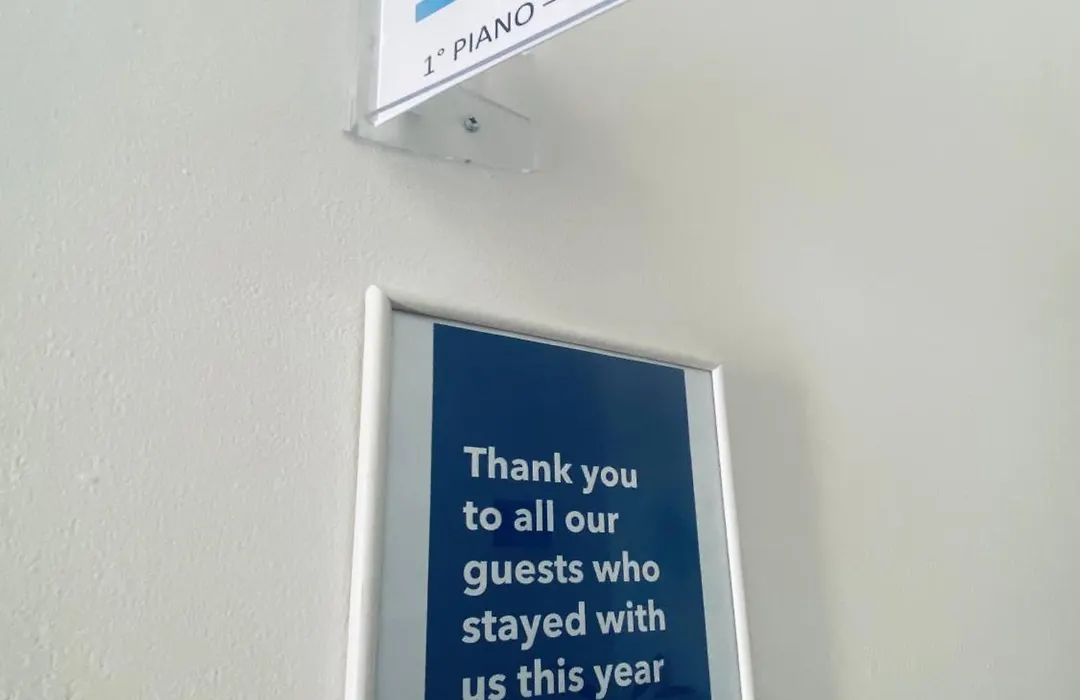 1° PIANO –
Thank you
to all our
guests who
stayed with
us this year